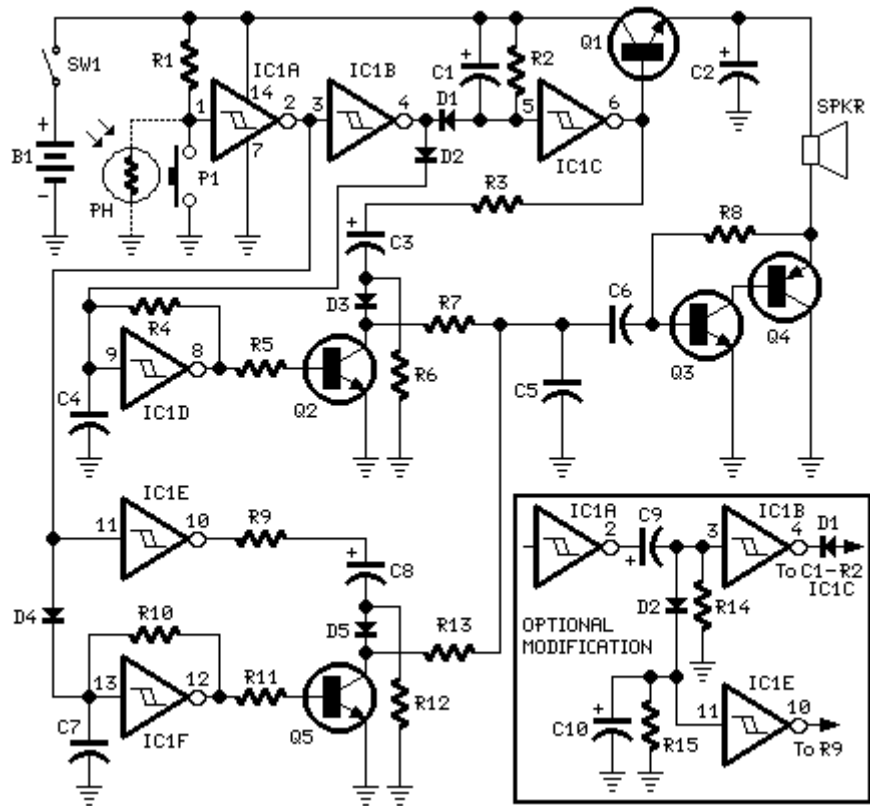 Q1
R1
R2
SW1
IC1A
IC1B
C1
C2
SPKR
+
+
14
1
2
3
4
D1
5
6
+
B1
-
7
P1
D2
IC1C
PH
R3
R8
+
C3
D3
R7
C6
R4
9
8
R5
R6
Q3
Q4
C4
Q2
C5
IC1D
IC1E
11
10
R9
+
C8
D4
R10
D5
R13
13
12
R11
R12
C7
Q5
IC1F
IC1A
C9
IC1B
2
3
4
D1
+
To C1-R2
IC1C
D2
R14
OPTIONAL
MODIFICATION
IC1E
+
11
10
C10
R15
To R9